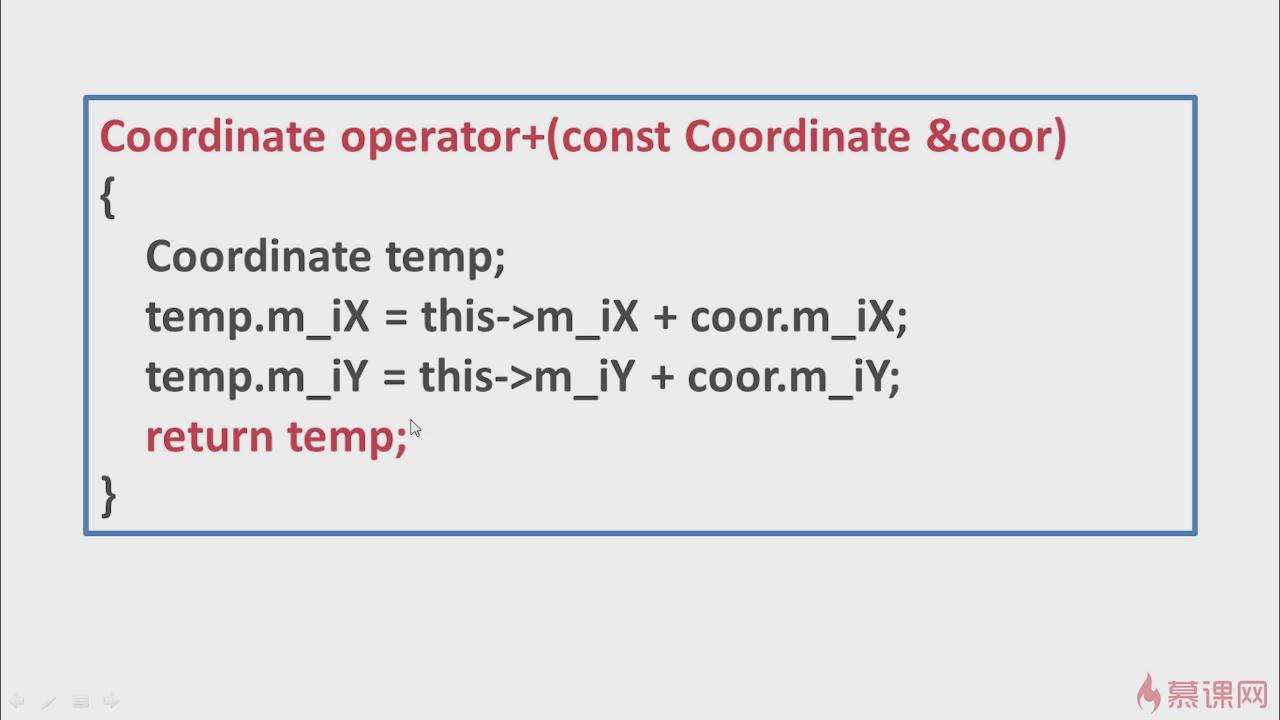 Coordinate operator+(const Coordinate &coor)
{
Coordinate temp;
temp.m_iX = this->m_iX + coor.m_iX;
temp.m_iY = this->m_iY + coor.m_iY;
return temp;
}
慕课网